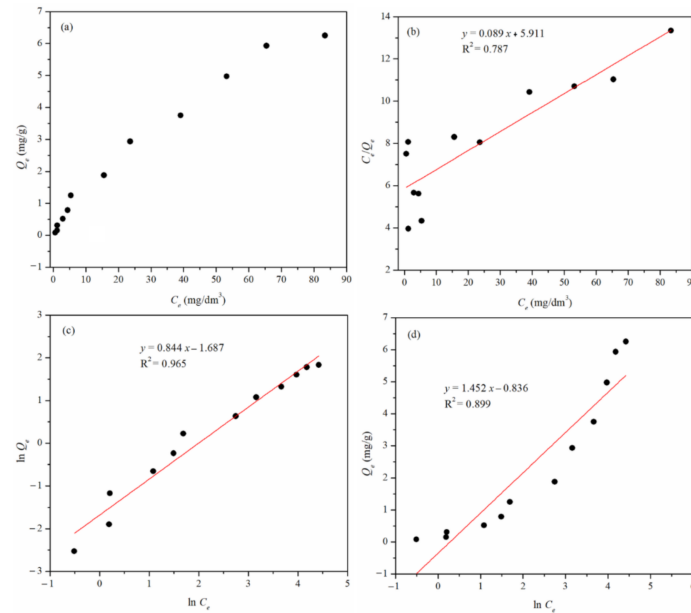 (a)
7
6
5
4
3
2
1
0
−1
Qe (mg/g)
0 10 20 30 40 50 60 70 80 90
Ce (mg/dm³)
(b)
y = 0.089 x + 5.911
R² = 0.787
14
12
10
8
6
4
2
Ce/Qe
0 10 20 30 40 50 60 70 80 90
Ce (mg/dm³)
(c)
y = 0.844 x − 1.687
R² = 0.965
3
2
1
0
−1
−2
−3
ln Qe
−1 0 1 2 3 4 5
ln Ce
(d)
y = 1.452 x − 0.836
R² = 0.899
7
6
5
4
3
2
1
0
−1
Qe (mg/g)
−1 0 1 2 3 4 5
ln Ce